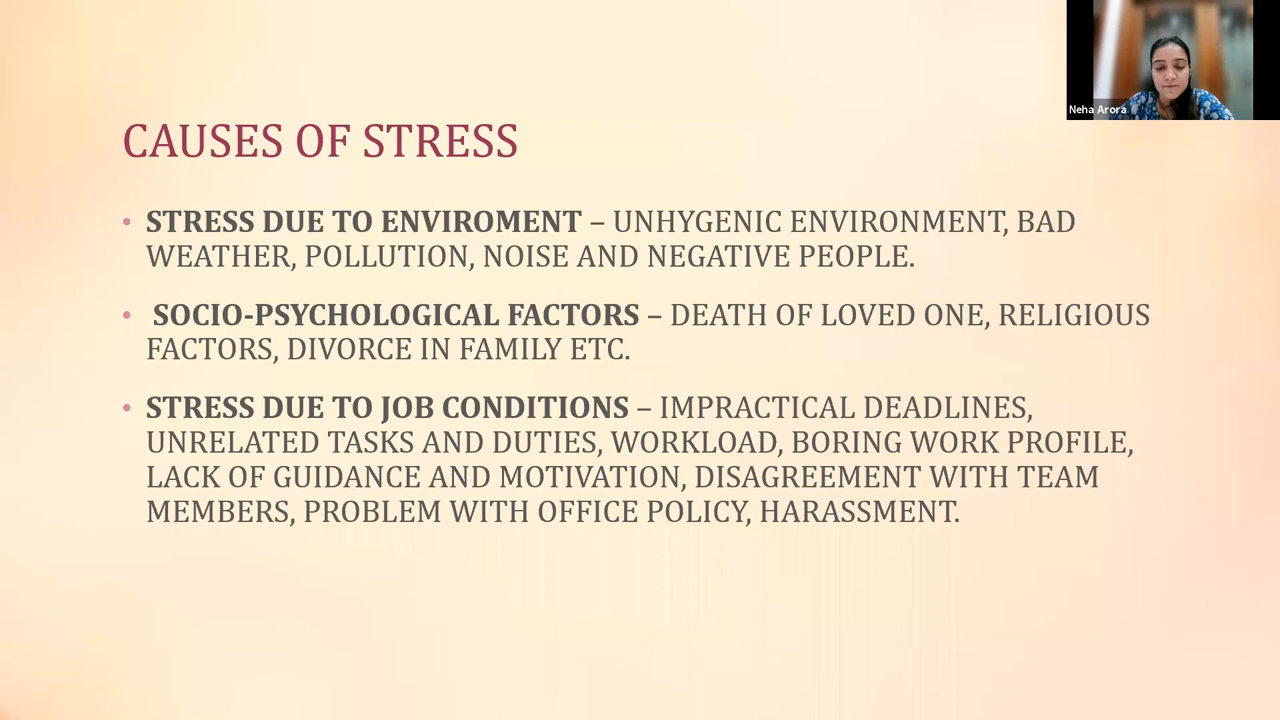 Neha Arora
CAUSES OF STRESS
• STRESS DUE TO ENVIROMENT – UNHYGENIC ENVIRONMENT, BAD
WEATHER, POLLUTION, NOISE AND NEGATIVE PEOPLE.
• SOCIO-PSYCHOLOGICAL FACTORS – DEATH OF LOVED ONE, RELIGIOUS
FACTORS, DIVORCE IN FAMILY ETC.
• STRESS DUE TO JOB CONDITIONS – IMPRACTICAL DEADLINES,
UNRELATED TASKS AND DUTIES, WORKLOAD, BORING WORK PROFILE,
LACK OF GUIDANCE AND MOTIVATION, DISAGREEMENT WITH TEAM
MEMBERS, PROBLEM WITH OFFICE POLICY, HARASSMENT.